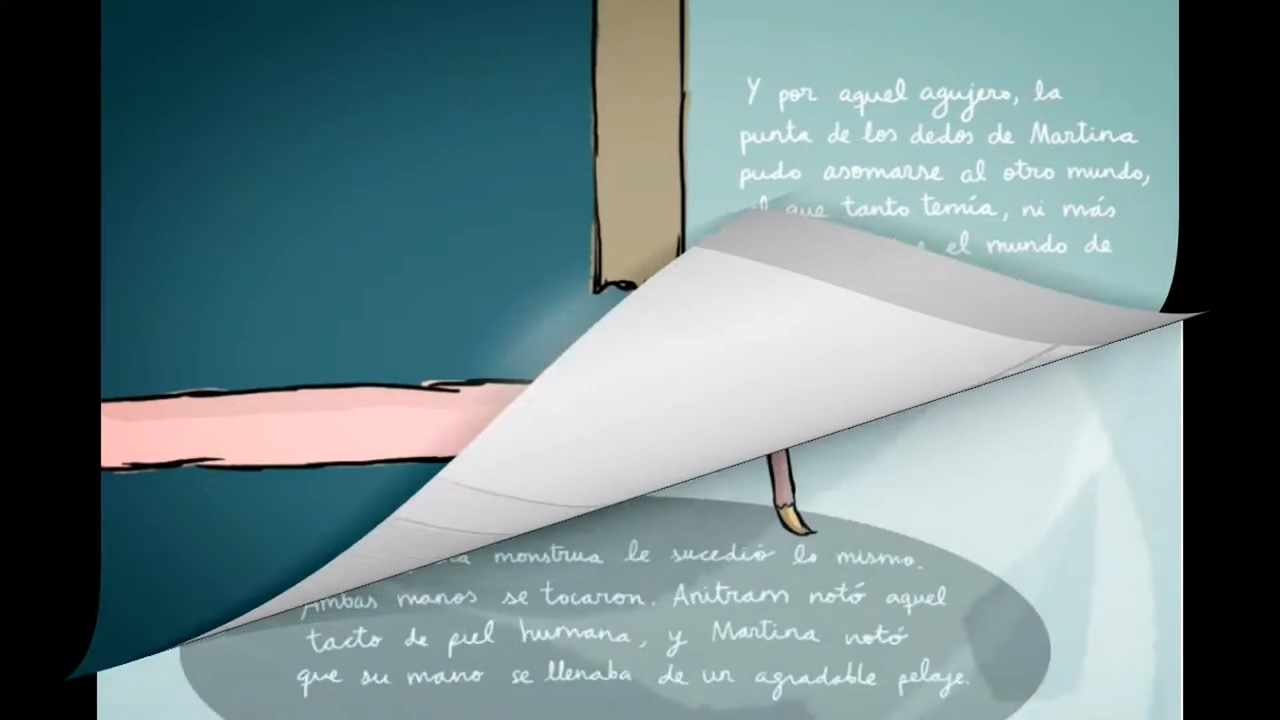 Y por aquel agujero, la
punta de los dedos de Martina
pudo asomarse al otro mundo,
que tanto temía, ni más
el mundo de
monstrua le sucedió lo mismo.
Ambas manos se tocaron. Anitram notó aquel
tacto de piel humana, y Martina notó
que su mano se llenaba de un agradable pelaje.